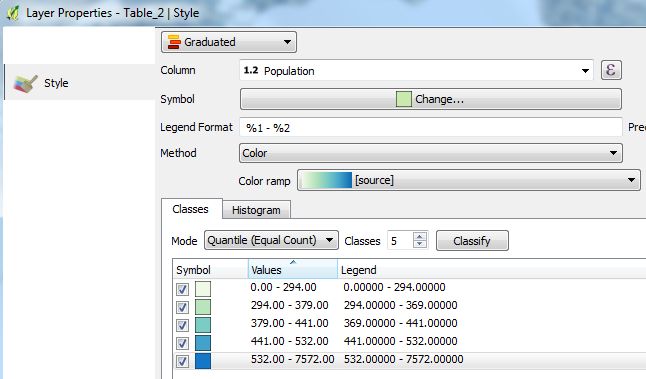 Layer Properties - Table_2 | Style
Graduated
Style
Column 1.2 Population ε
Symbol Change...
Legend Format %1 - %2 Prec
Method Color
Color ramp [source]
Classes Histogram
Mode Quantile (Equal Count) Classes 5 Classify
Symbol Values Legend
0.00 - 294.00 0.00000 - 294.00000
294.00 - 379.00 294.00000 - 369.00000
379.00 - 441.00 369.00000 - 441.00000
441.00 - 532.00 441.00000 - 532.00000
532.00 - 7572.00 532.00000 - 7572.00000